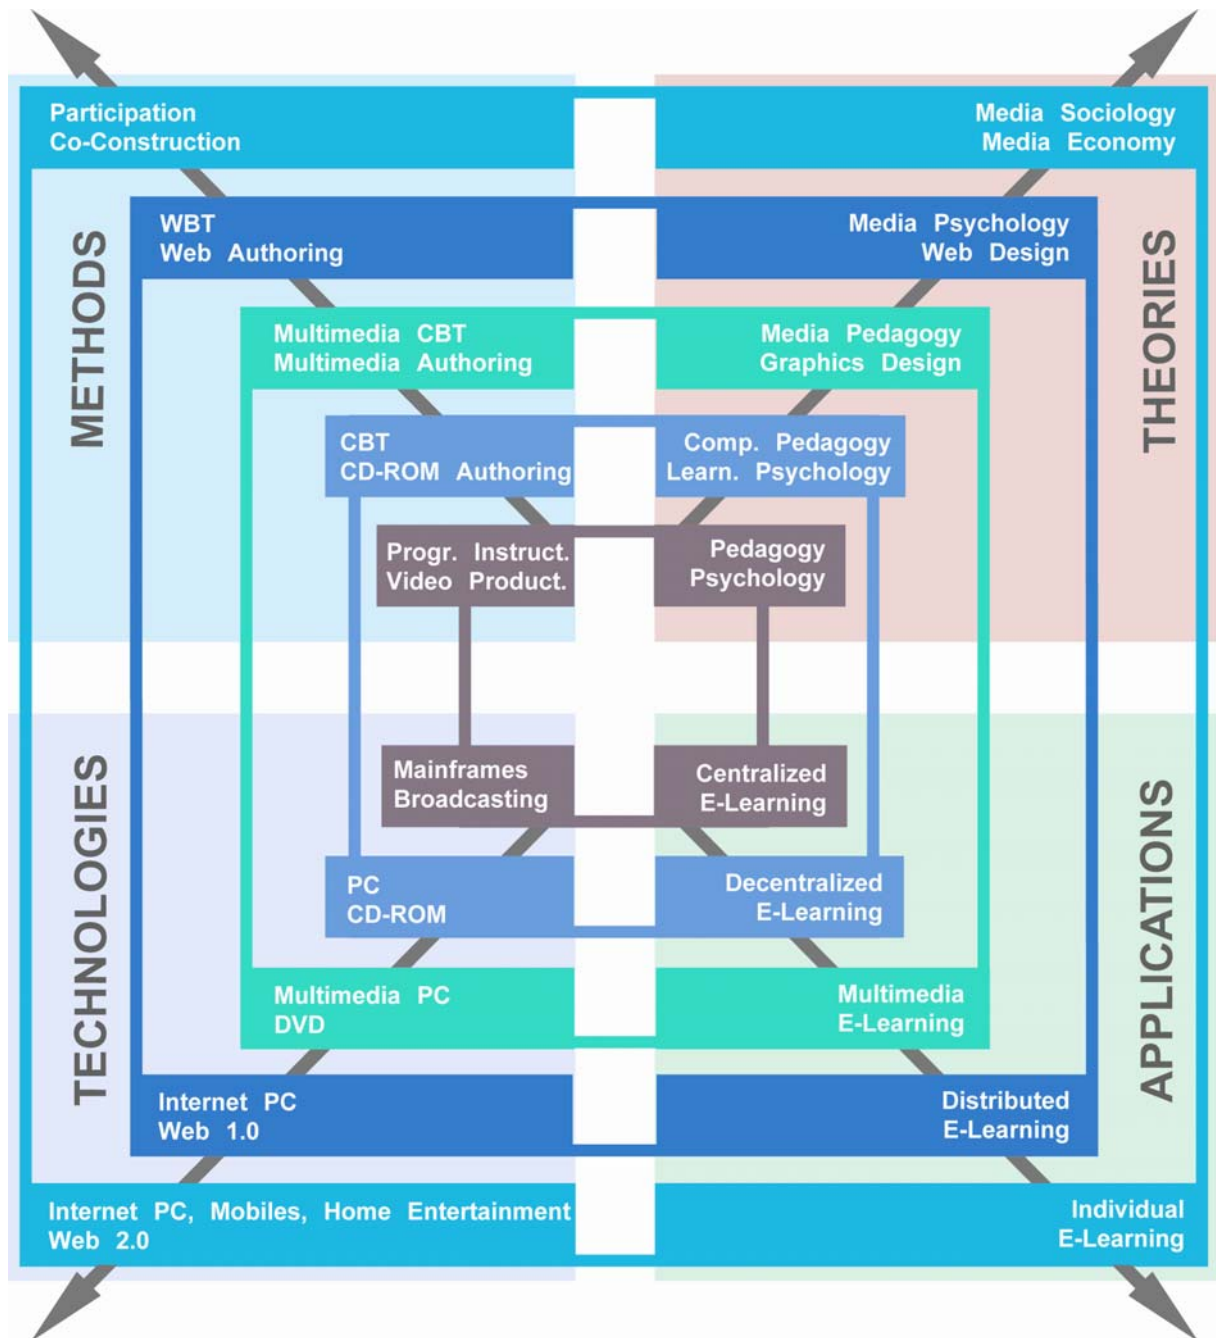 Participation
Co-Construction
Media Sociology
Media Economy
METHODS
THEORIES
WBT
Web Authoring
Media Psychology
Web Design
Multimedia CBT
Multimedia Authoring
Media Pedagogy
Graphics Design
CBT
CD-ROM Authoring
Comp. Pedagogy
Learn. Psychology
Progr. Instruct.
Video Product.
Pedagogy
Psychology
TECHNOLOGIES
APPLICATIONS
Mainframes
Broadcasting
Centralized
E-Learning
PC
CD-ROM
Decentralized
E-Learning
Multimedia PC
DVD
Multimedia
E-Learning
Internet PC
Web 1.0
Distributed
E-Learning
Internet PC, Mobiles, Home Entertainment
Web 2.0
Individual
E-Learning